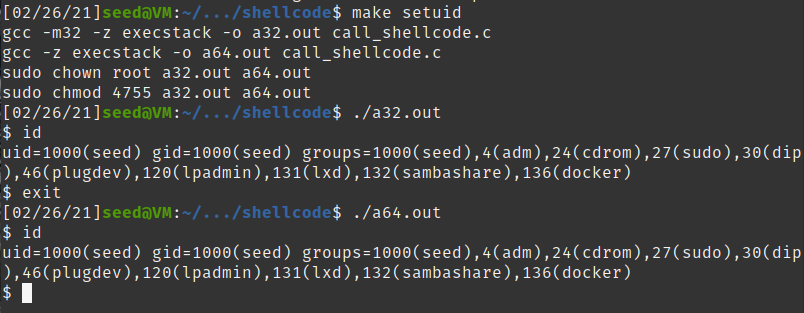 [02/26/21]seed@VM:~/.../shellcode$ make setuid
gcc -m32 -z execstack -o a32.out call_shellcode.c
gcc -z execstack -o a64.out call_shellcode.c
sudo chown root a32.out a64.out
sudo chmod 4755 a32.out a64.out
[02/26/21]seed@VM:~/.../shellcode$ ./a32.out
$ id
uid=1000(seed) gid=1000(seed) groups=1000(seed),4(adm),24(cdrom),27(sudo),30(dip
),46(plugdev),120(lpadmin),131(lxd),132(sambashare),136(docker)
$ exit
[02/26/21]seed@VM:~/.../shellcode$ ./a64.out
$ id
uid=1000(seed) gid=1000(seed) groups=1000(seed),4(adm),24(cdrom),27(sudo),30(dip
),46(plugdev),120(lpadmin),131(lxd),132(sambashare),136(docker)
$